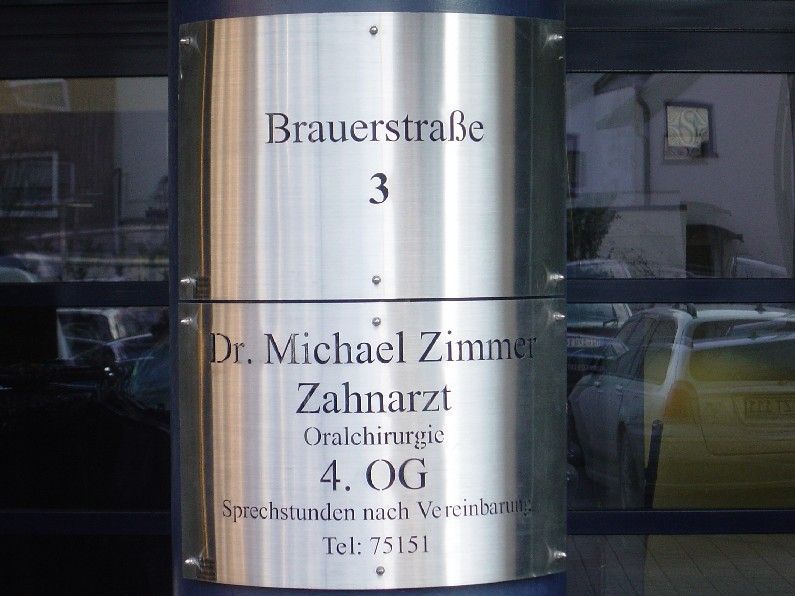 Brauerstraße
3
Dr. Michael Zimmer
Zahnarzt
Oralchirurgie
4. OG
Sprechstunden nach Vereinbarung
Tel: 75151